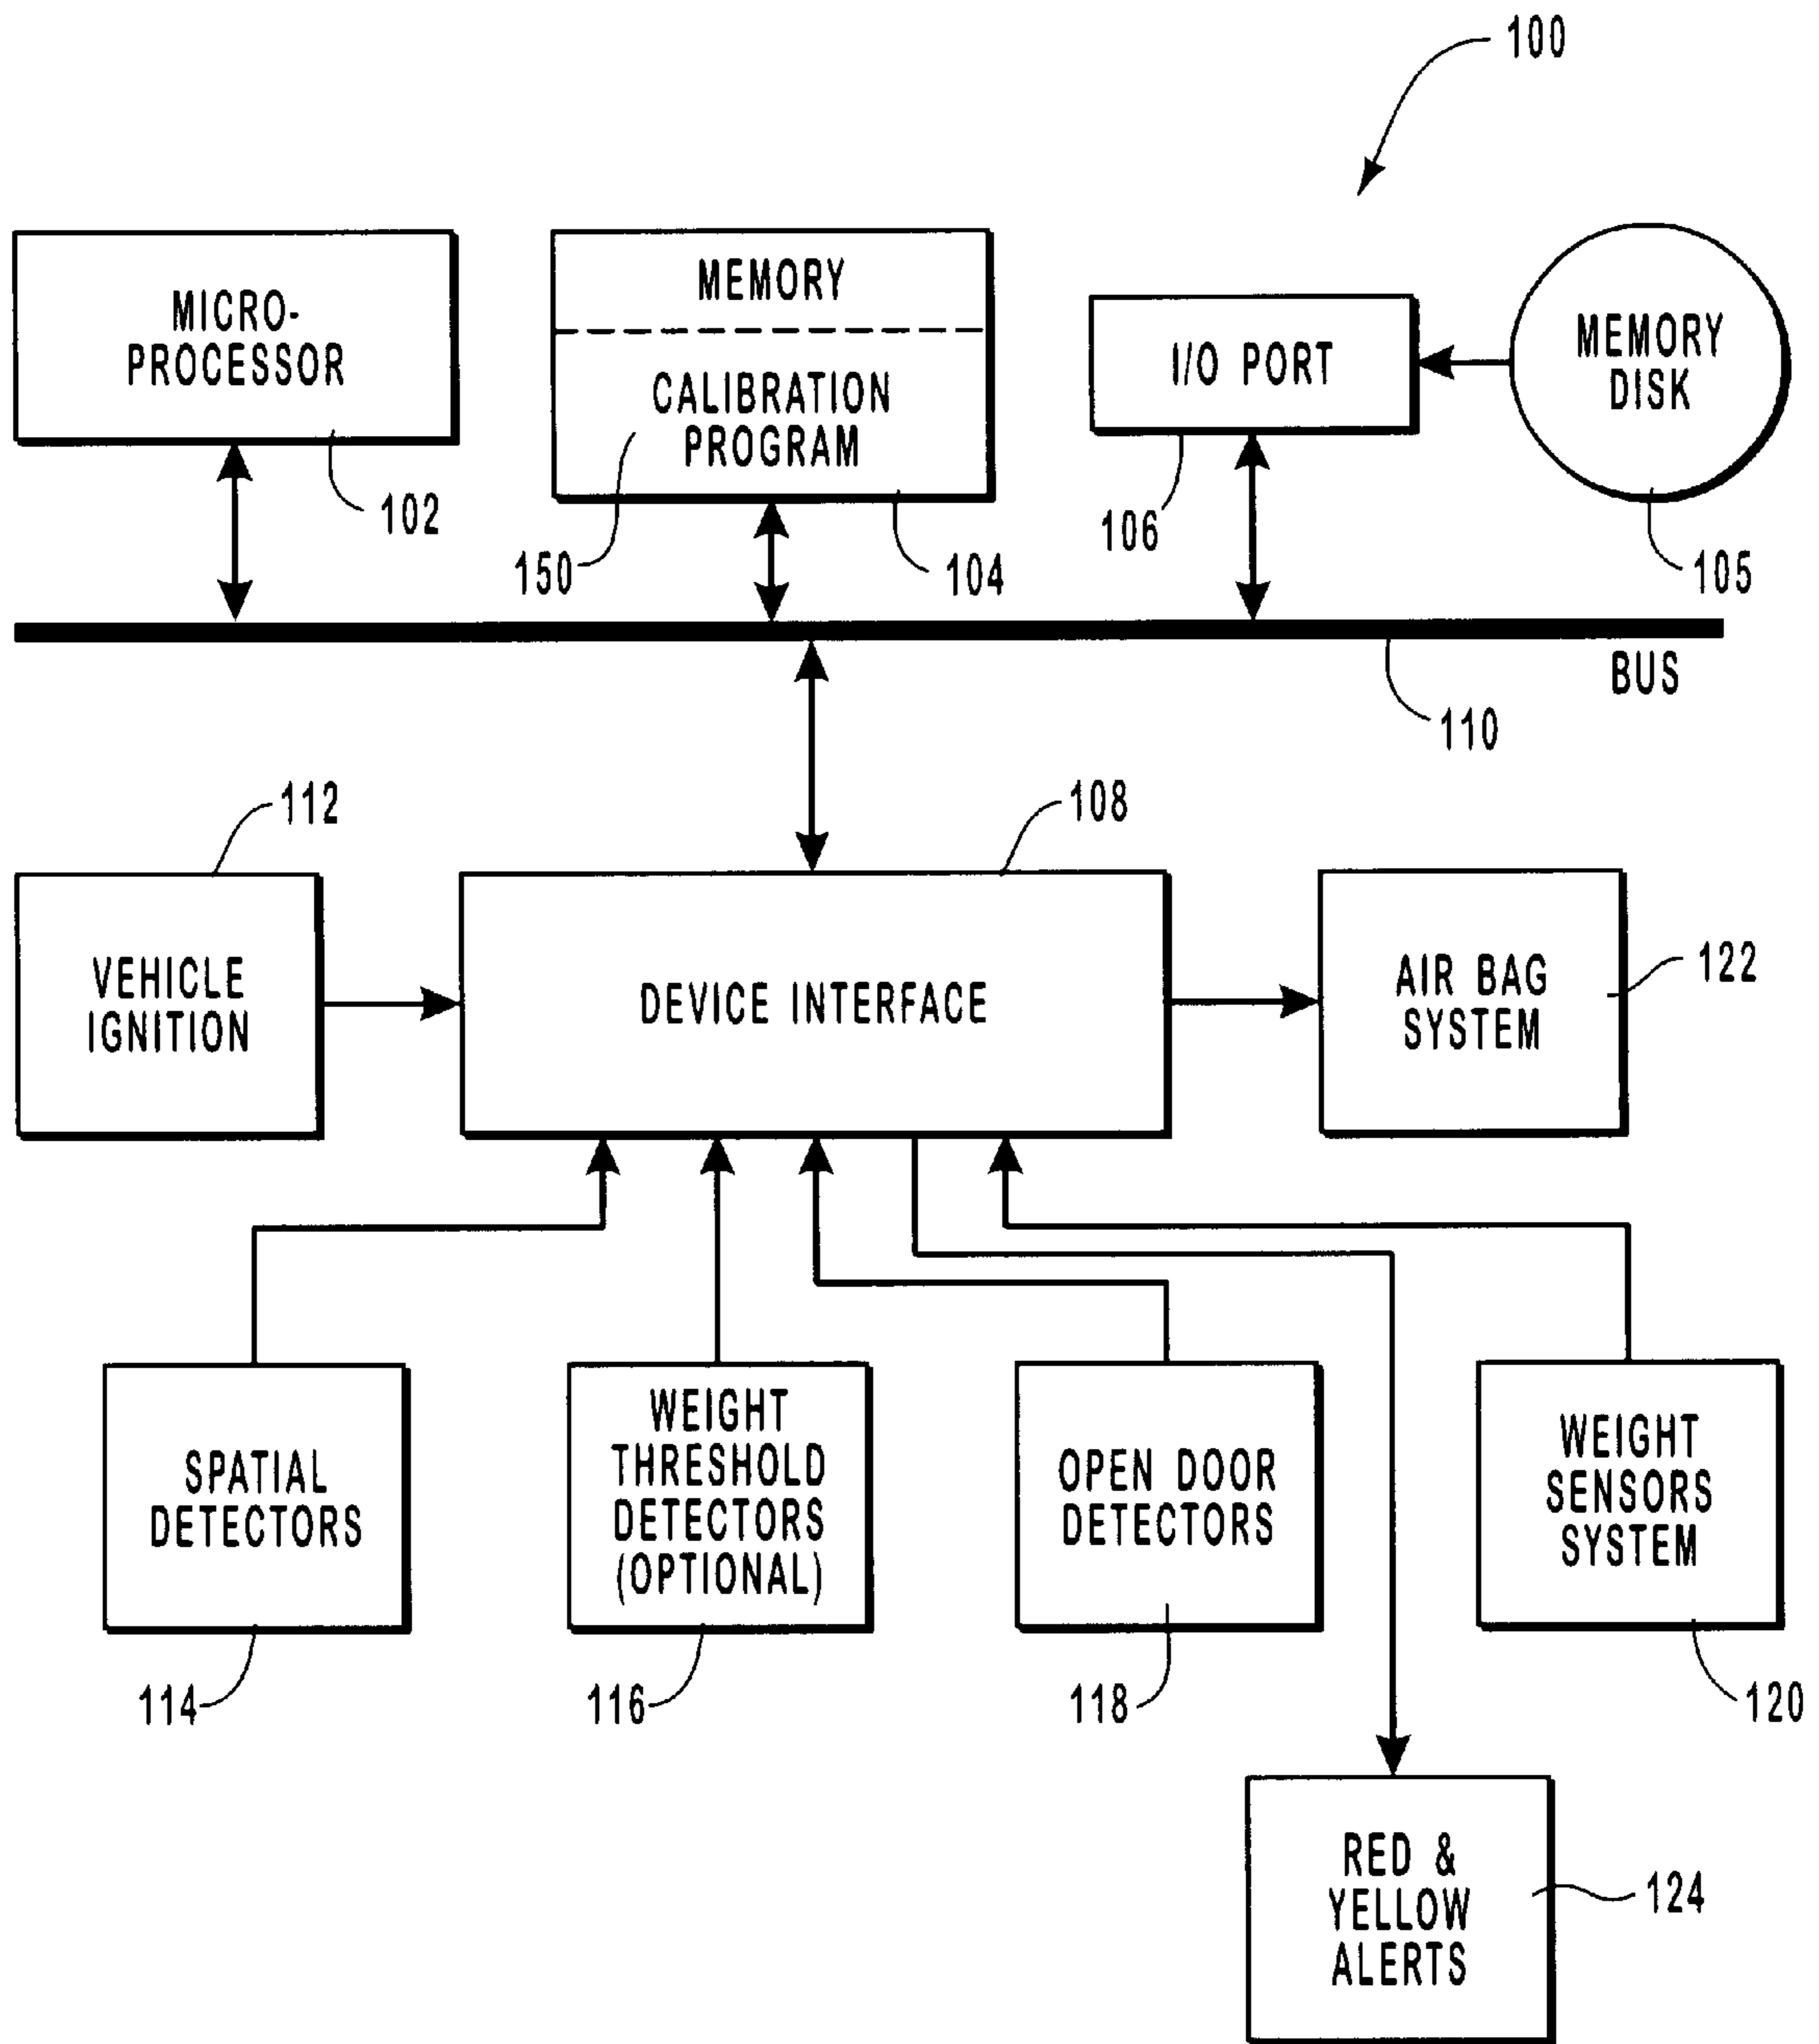 100
MICRO-
PROCESSOR
102
MEMORY
CALIBRATION
PROGRAM
150
104
I/O PORT
106
MEMORY
DISK
105
BUS
110
112
108
VEHICLE
IGNITION
DEVICE INTERFACE
AIR BAG
SYSTEM
122
SPATIAL
DETECTORS
114
WEIGHT
THRESHOLD
DETECTORS
(OPTIONAL)
116
OPEN DOOR
DETECTORS
118
WEIGHT
SENSORS
SYSTEM
120
RED &
YELLOW
ALERTS
124